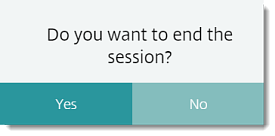 Do you want to end the
session?
Yes
No